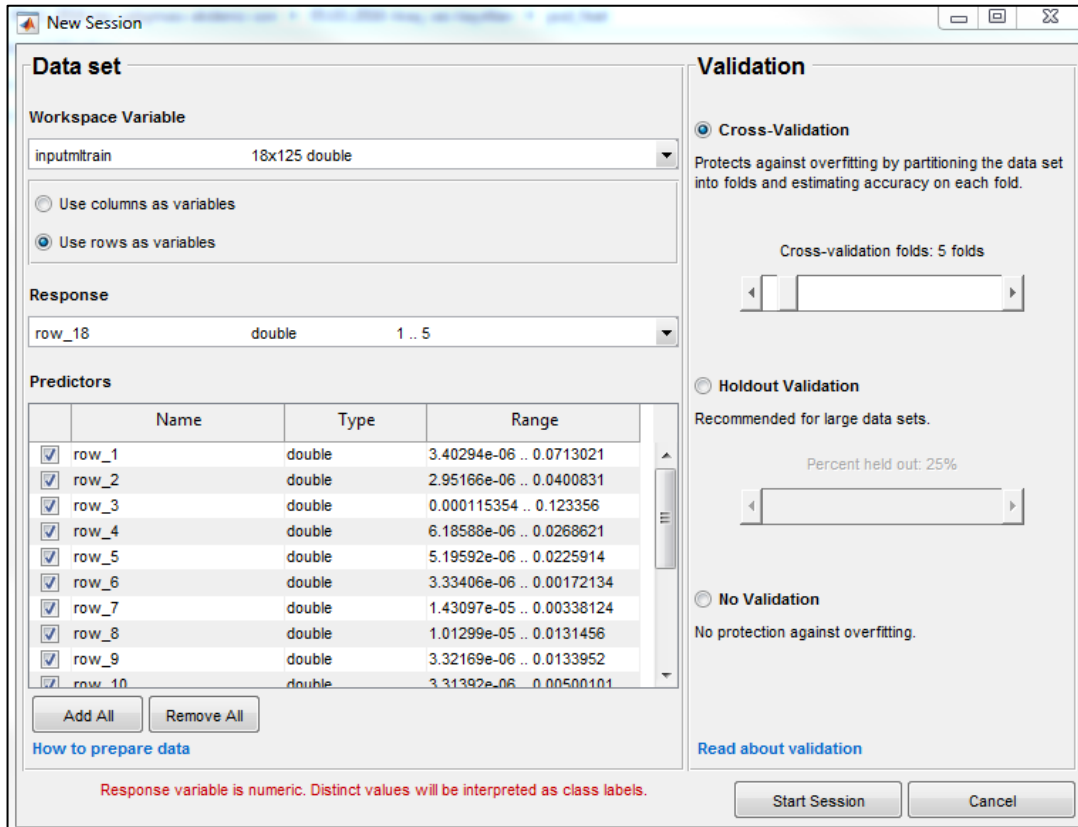 New Session
Data set
Workspace Variable
inputmltrain 18x125 double
Use columns as variables
Use rows as variables
Response
row_18 double 1 .. 5
Predictors
Name Type Range
row_1 double 3.40294e-06 .. 0.0713021
row_2 double 2.95166e-06 .. 0.0400831
row_3 double 0.000115354 .. 0.123356
row_4 double 6.18588e-06 .. 0.0268621
row_5 double 5.19592e-06 .. 0.0225914
row_6 double 3.33406e-06 .. 0.00172134
row_7 double 1.43097e-05 .. 0.00338124
row_8 double 1.01299e-05 .. 0.0131456
row_9 double 3.32169e-06 .. 0.0133952
row_10 double 3.31392e-06 .. 0.00500101
Add All Remove All
How to prepare data
Validation
Cross-Validation
Protects against overfitting by partitioning the data set
into folds and estimating accuracy on each fold.
Cross-validation folds: 5 folds
Holdout Validation
Recommended for large data sets.
Percent held out: 25%
No Validation
No protection against overfitting.
Read about validation
Response variable is numeric. Distinct values will be interpreted as class labels.
Start Session Cancel